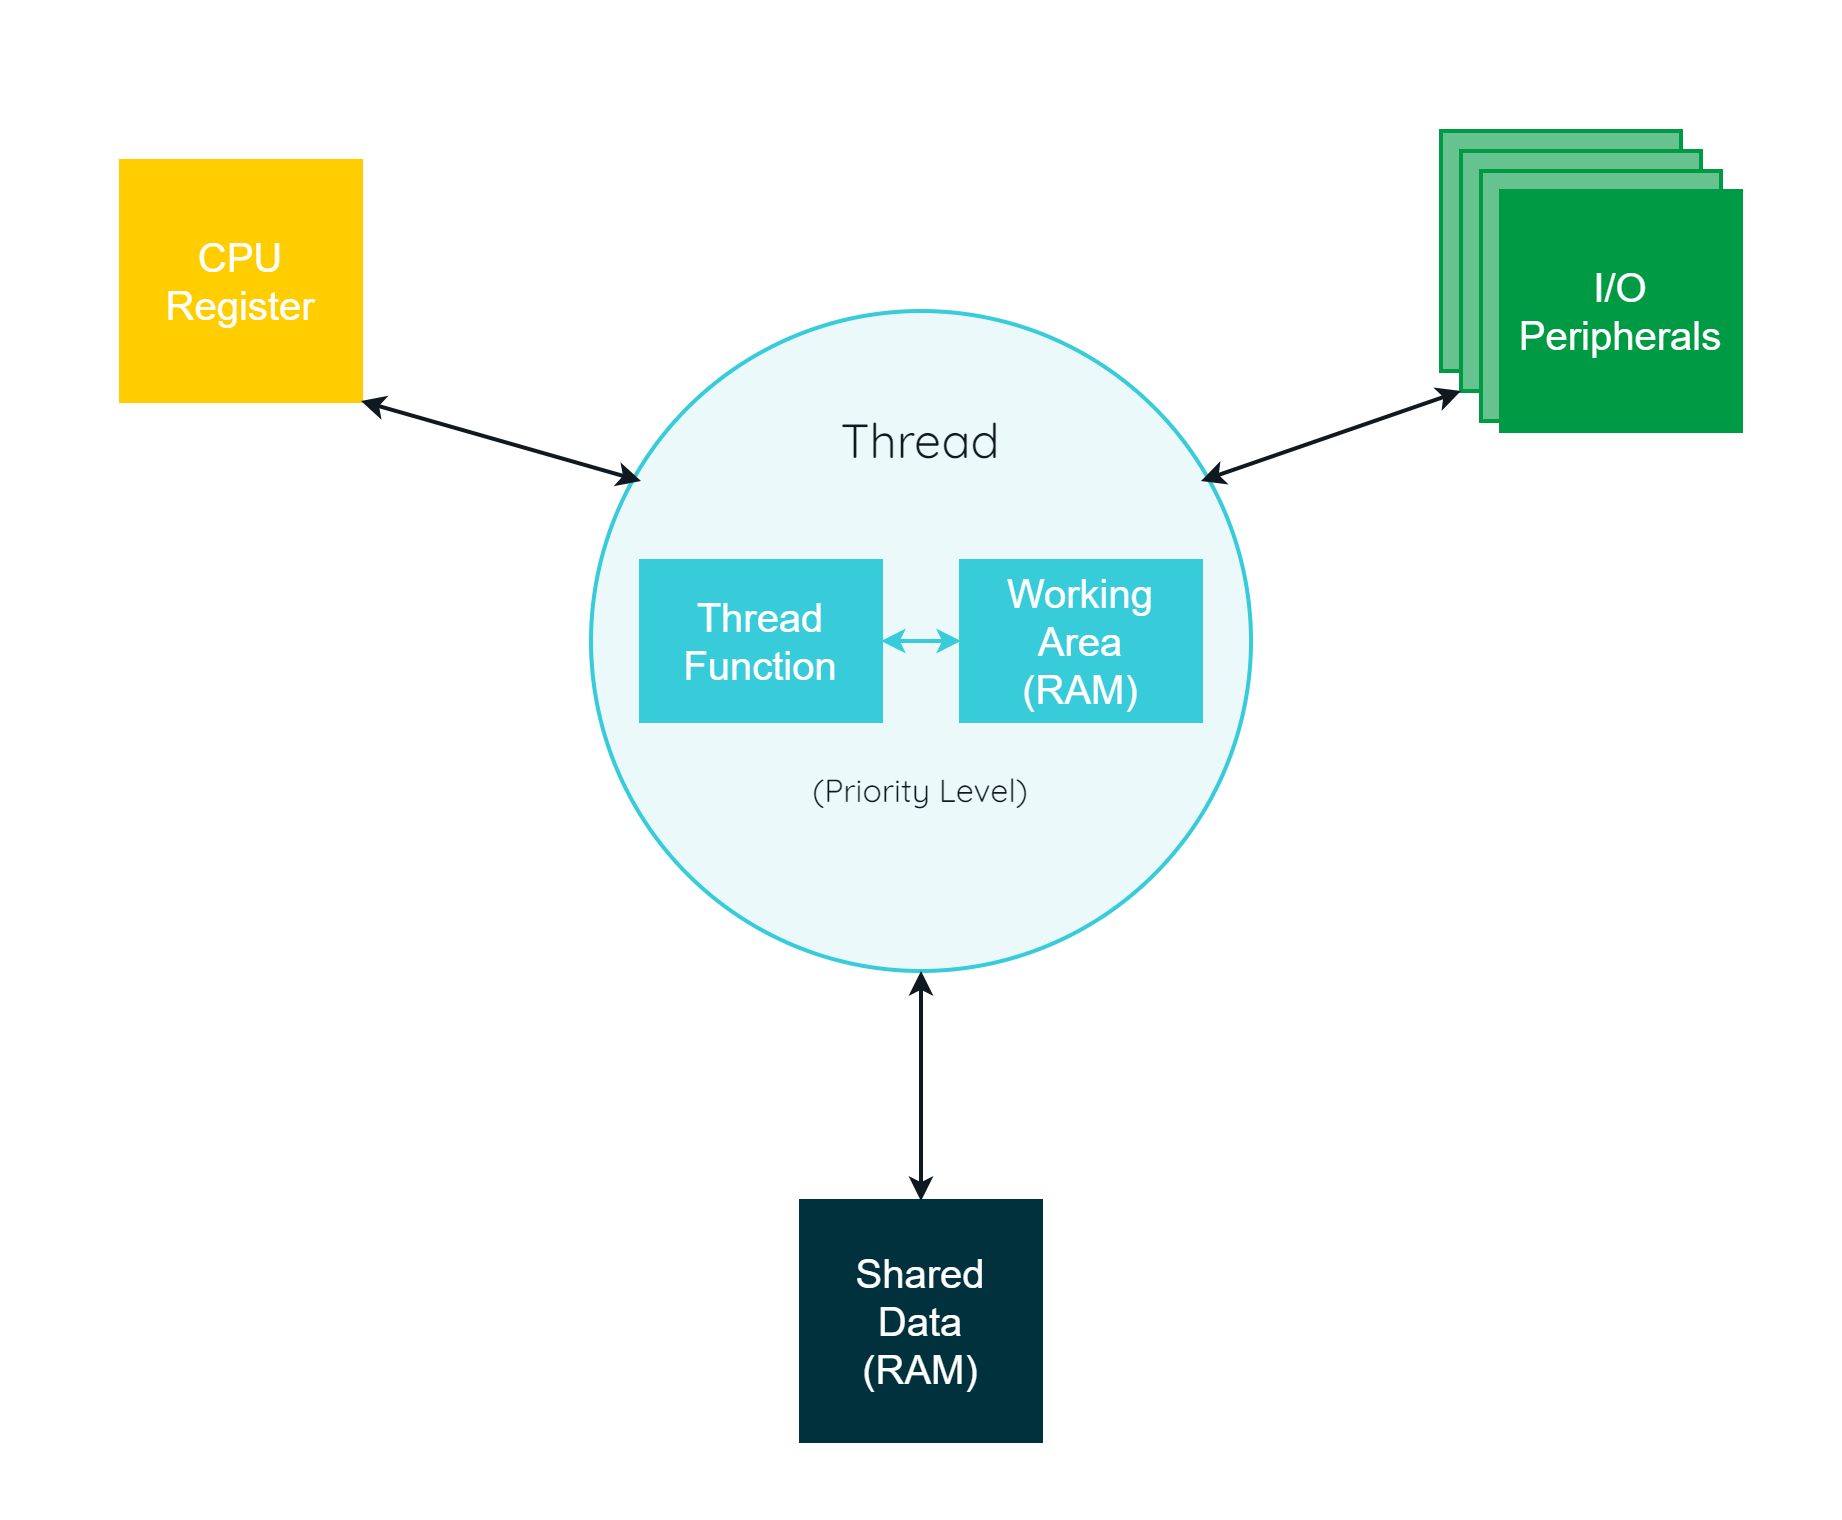 CPU
Register
I/O
Peripherals
Thread
Thread
Function
Working
Area
(RAM)
(Priority Level)
Shared
Data
(RAM)